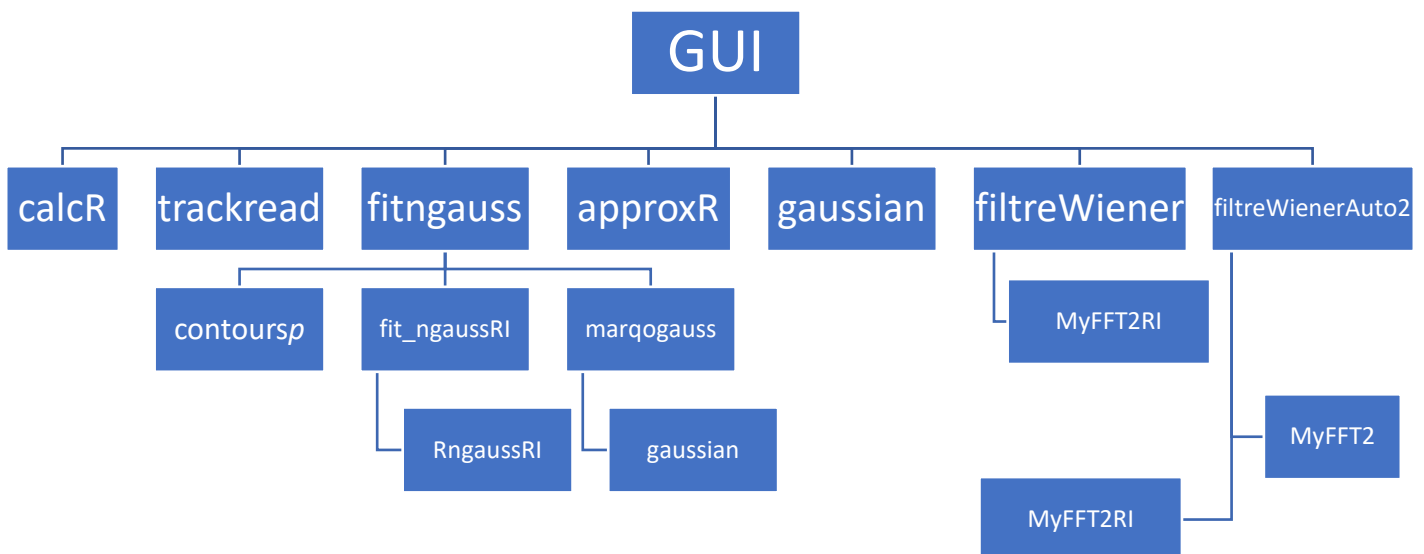 GUI
calcR
trackread
fitngauss
approxR
gaussian
filtreWiener
filtreWienerAuto2
contoursp
fit_ngaussRI
marqogauss
MyFFT2RI
RngaussRI
gaussian
MyFFT2
MyFFT2RI